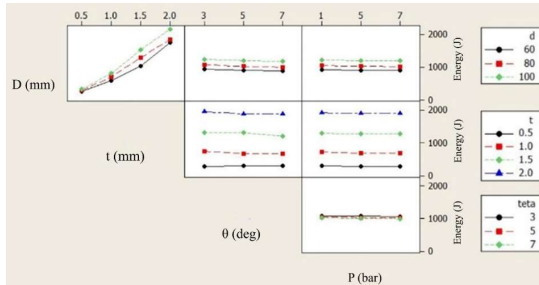 0.5 1.0 1.5 2.0 3 5 7 1 5 7
D (mm)
2000
1000
0
Energy (J)
d
60
80
100
t (mm)
2000
1000
0
Energy (J)
t
0.5
1.0
1.5
2.0
θ (deg)
2000
1000
0
Energy (J)
teta
3
5
7
P (bar)